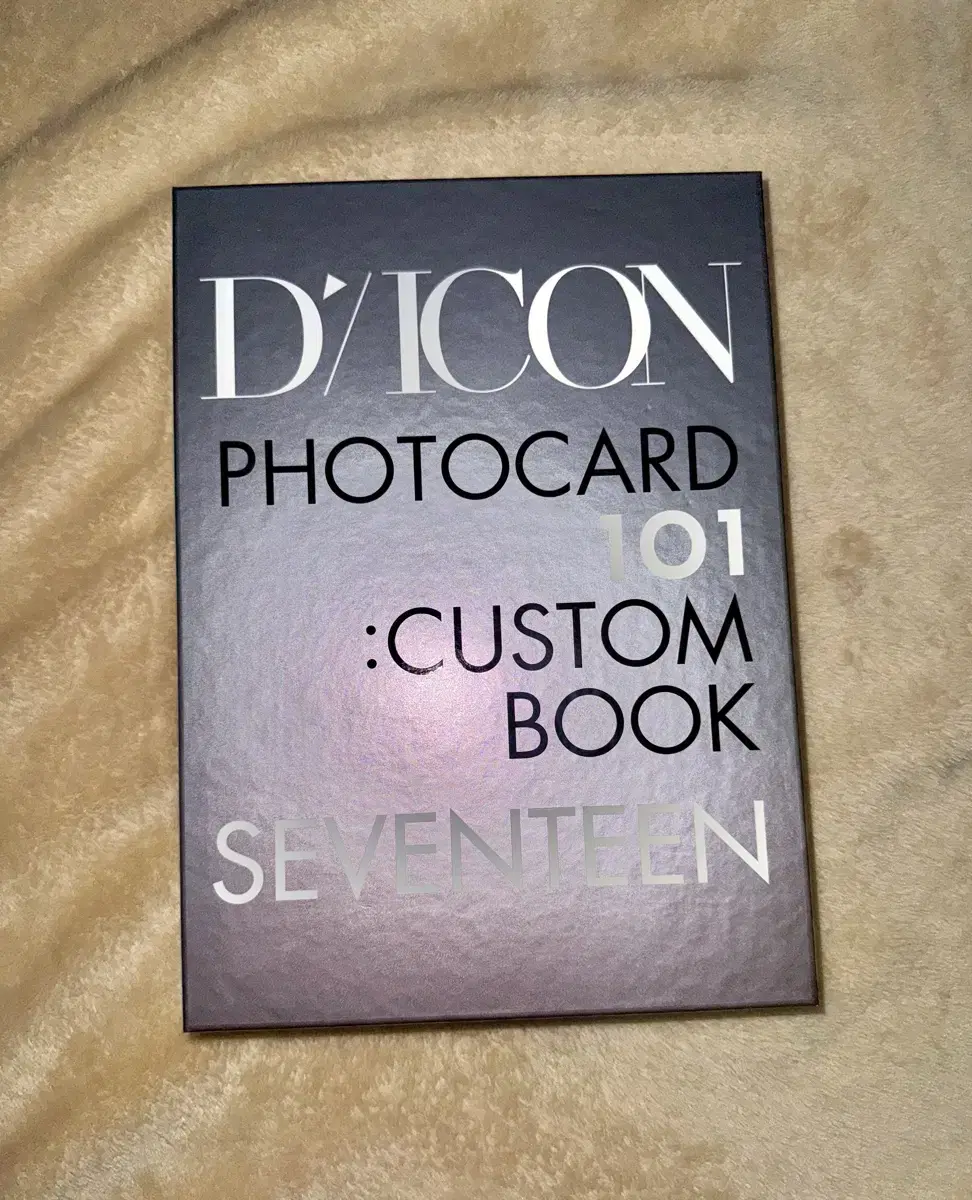 D'/ICON
PHOTOCARD
101
:CUSTOM
BOOK
SEVENTEEN